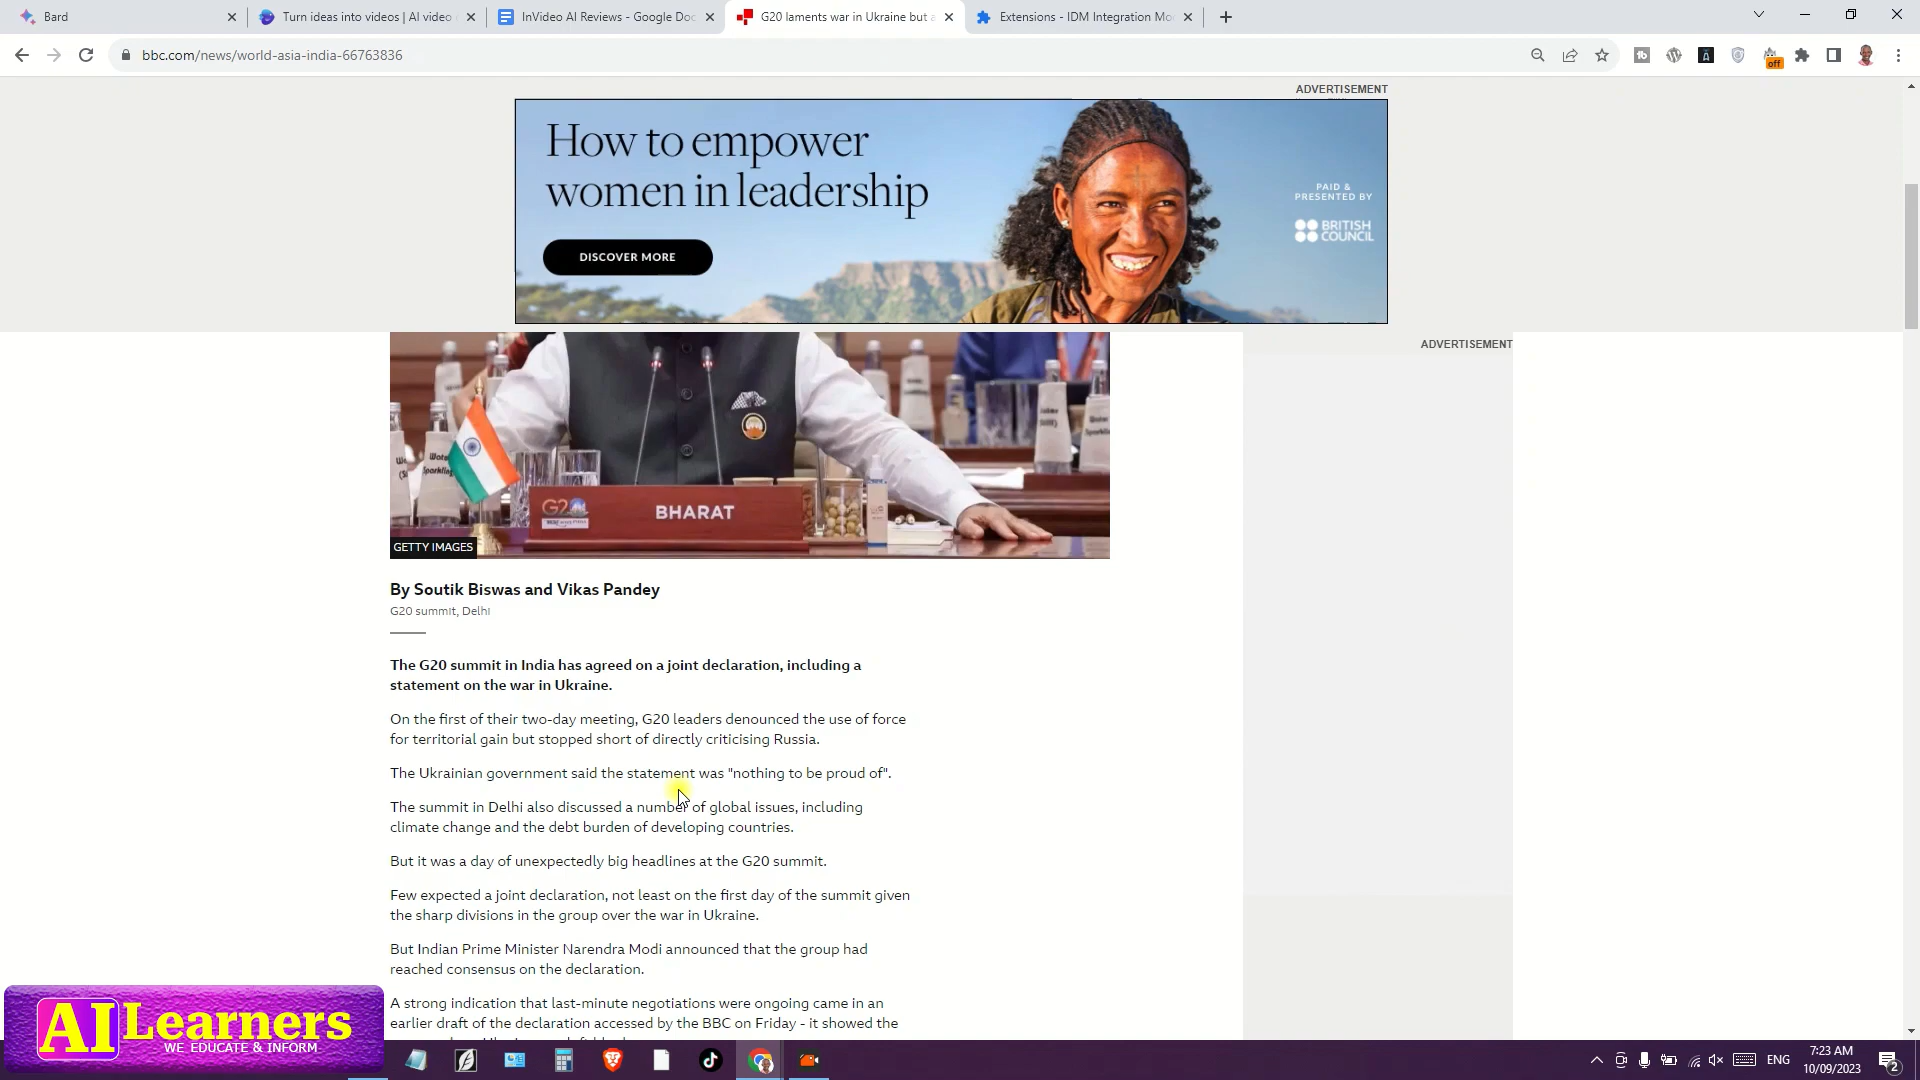 Bard
Turn ideas into videos | AI video
InVideo AI Reviews - Google Doc
G20 laments war in Ukraine but a
Extensions - IDM Integration Mo
bbc.com/news/world-asia-india-66763836
off
ADVERTISEMENT
How to empower
women in leadership
DISCOVER MORE
PAID &
PRESENTED BY
BRITISH
COUNCIL
ADVERTISEMENT
G20
BHARAT
GETTY IMAGES
By Soutik Biswas and Vikas Pandey
G20 summit, Delhi
The G20 summit in India has agreed on a joint declaration, including a
statement on the war in Ukraine.
On the first of their two-day meeting, G20 leaders denounced the use of force
for territorial gain but stopped short of directly criticising Russia.
The Ukrainian government said the statement was "nothing to be proud of".
The summit in Delhi also discussed a number of global issues, including
climate change and the debt burden of developing countries.
But it was a day of unexpectedly big headlines at the G20 summit.
Few expected a joint declaration, not least on the first day of the summit given
the sharp divisions in the group over the war in Ukraine.
But Indian Prime Minister Narendra Modi announced that the group had
reached consensus on the declaration.
A strong indication that last-minute negotiations were ongoing came in an
earlier draft of the declaration accessed by the BBC on Friday - it showed the
AI Learners
WE EDUCATE & INFORM
ENG
7:23 AM
10/09/2023
2